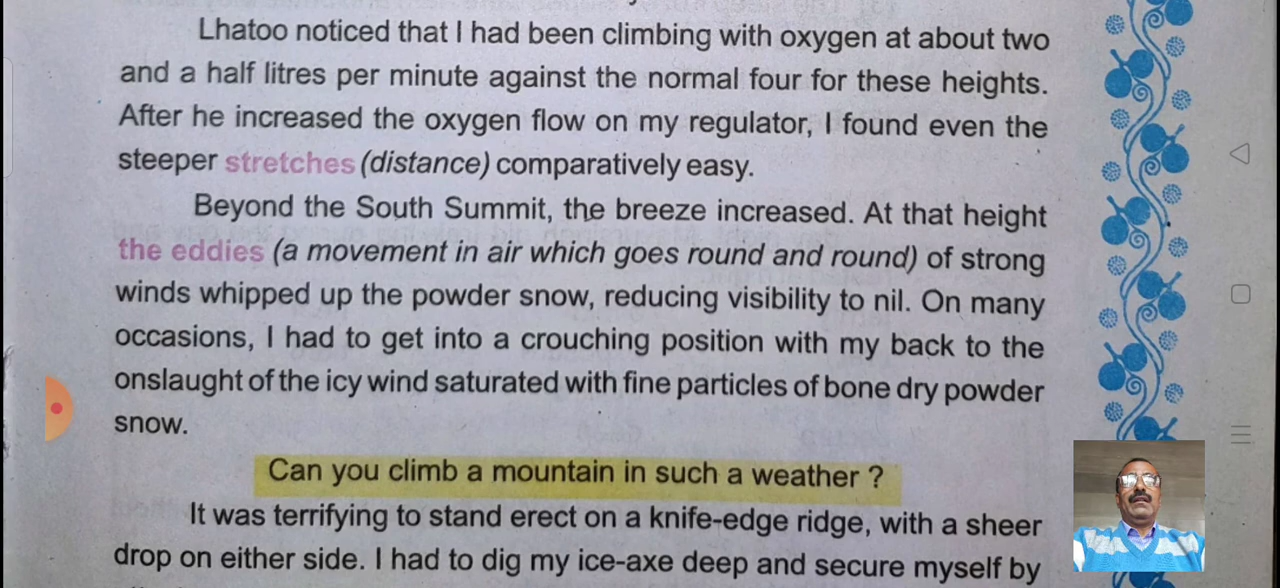 Lhatoo noticed that I had been climbing with oxygen at about two
and a half litres per minute against the normal four for these heights.
After he increased the oxygen flow on my regulator, I found even the
steeper stretches (distance) comparatively easy.
Beyond the South Summit, the breeze increased. At that height
the eddies (a movement in air which goes round and round) of strong
winds whipped up the powder snow, reducing visibility to nil. On many
occasions, I had to get into a crouching position with my back to the
onslaught of the icy wind saturated with fine particles of bone dry powder
snow.
Can you climb a mountain in such a weather ?
It was terrifying to stand erect on a knife-edge ridge, with a sheer
drop on either side. I had to dig my ice-axe deep and secure myself by